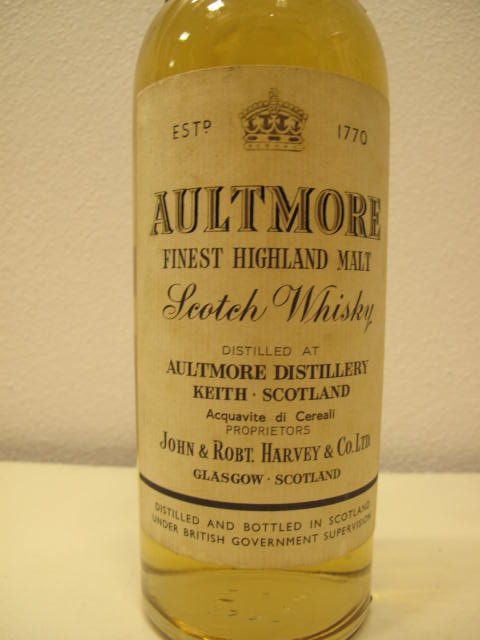 ESTD 1770
AULTMORE
FINEST HIGHLAND MALT
Scotch Whisky
DISTILLED AT
AULTMORE DISTILLERY
KEITH · SCOTLAND
Acquavite di Cereali
PROPRIETORS
JOHN & ROBT. HARVEY & CO. LTD.
GLASGOW · SCOTLAND
DISTILLED AND BOTTLED IN SCOTLAND
UNDER BRITISH GOVERNMENT SUPERVISION